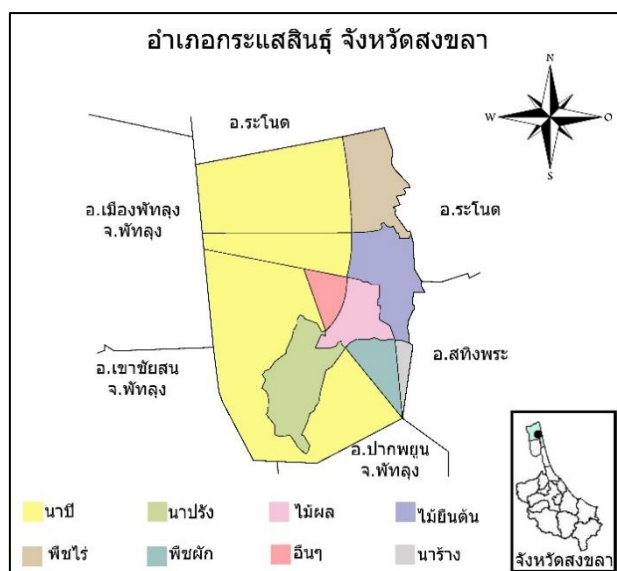 อำเภอกระแสสินธุ์ จังหวัดสงขลา
N
W
O
S
อ.ระโนด
อ.เมืองพัทลุง
จ.พัทลุง
อ.ระโนด
อ.เขาชัยสน
จ.พัทลุง
อ.สทิงพระ
อ.ปากพยูน
จ.พัทลุง
นาปี
นาปรัง
ไม้ผล
ไม้ยืนต้น
พืชไร่
พืชผัก
อื่นๆ
นาร้าง
จังหวัดสงขลา